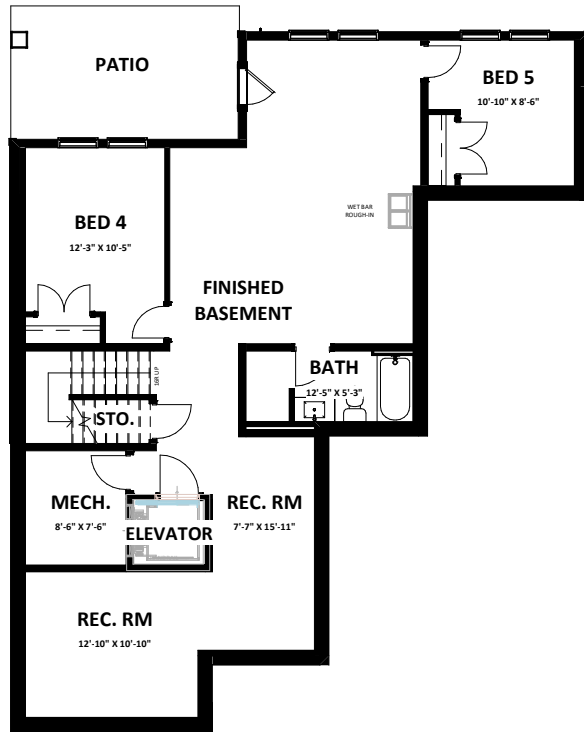 PATIO
BED 5
10'-10" X 8'-6"
BED 4
12'-3" X 10'-5"
WET BAR
ROUGH-IN
FINISHED
BASEMENT
BATH
12'-5" X 5'-3"
16R UP
STO.
MECH.
8'-6" X 7'-6"
ELEVATOR
REC. RM
7'-7" X 15'-11"
REC. RM
12'-10" X 10'-10"